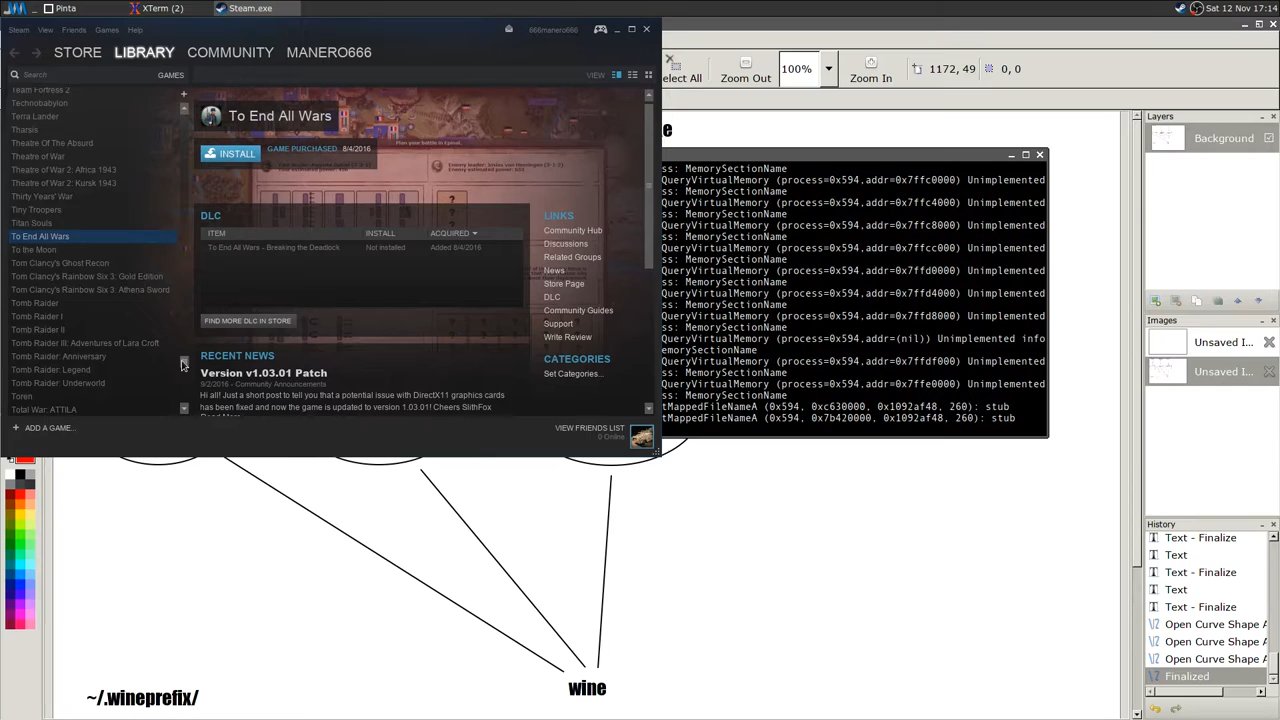 Pinta
XTerm (2)
Steam.exe
Sat 12 Nov 17:14
Steam View Friends Games Help
666manero666
STORE LIBRARY COMMUNITY MANERO666
Search
GAMES
VIEW
Team Fortress 2
Technobabylon
Terra Lander
Tharsis
Theatre Of The Absurd
Theatre of War
Theatre of War 2: Africa 1943
Theatre of War 2: Kursk 1943
Thirty Years' War
Tiny Troopers
Titan Souls
To End All Wars
To the Moon
Tom Clancy's Ghost Recon
Tom Clancy's Rainbow Six 3: Gold Edition
Tom Clancy's Rainbow Six 3: Athena Sword
Tomb Raider
Tomb Raider I
Tomb Raider II
Tomb Raider III: Adventures of Lara Croft
Tomb Raider: Anniversary
Tomb Raider: Legend
Tomb Raider: Underworld
Toren
Total War: ATTILA
ADD A GAME...
To End All Wars
INSTALL
GAME PURCHASED: 8/4/2016
DLC
ITEM INSTALL ACQUIRED
To End All Wars - Breaking the Deadlock Not installed Added 8/4/2016
FIND MORE DLC IN STORE
RECENT NEWS
Version v1.03.01 Patch
9/2/2016 - Community Announcements
Hi all! Just a short post to tell you that a potential issue with DirectX11 graphics cards
has been fixed and now the game is updated to version 1.03.01! Cheers SlithFox
LINKS
Community Hub
Discussions
Related Groups
News
Store Page
DLC
Community Guides
Support
Write Review
CATEGORIES
Set Categories...
VIEW FRIENDS LIST
0 Online
elect All
Zoom Out
100%
Zoom In
1172, 49
0, 0
e
ss: MemorySectionName
QueryVirtualMemory (process=0x594,addr=0x7ffc0000) Unimplemented
ss: MemorySectionName
QueryVirtualMemory (process=0x594,addr=0x7ffc4000) Unimplemented
ss: MemorySectionName
QueryVirtualMemory (process=0x594,addr=0x7ffc8000) Unimplemented
ss: MemorySectionName
QueryVirtualMemory (process=0x594,addr=0x7ffcc000) Unimplemented
ss: MemorySectionName
QueryVirtualMemory (process=0x594,addr=0x7ffd0000) Unimplemented
ss: MemorySectionName
QueryVirtualMemory (process=0x594,addr=0x7ffd4000) Unimplemented
ss: MemorySectionName
QueryVirtualMemory (process=0x594,addr=0x7ffd8000) Unimplemented
ss: MemorySectionName
QueryVirtualMemory (process=0x594,addr=(nil)) Unimplemented info
emorySectionName
QueryVirtualMemory (process=0x594,addr=0x7ffdf000) Unimplemented
ss: MemorySectionName
QueryVirtualMemory (process=0x594,addr=0x7ffe0000) Unimplemented
ss: MemorySectionName
tMappedFileNameA (0x594, 0xc630000, 0x1092af48, 260): stub
tMappedFileNameA (0x594, 0x7b420000, 0x1092af48, 260): stub
Layers
Background
Images
Unsaved I...
Unsaved I...
History
Text - Finalize
Text
Text - Finalize
Text
Text - Finalize
Open Curve Shape A
Open Curve Shape A
Open Curve Shape A
Finalized
wine
~/.wineprefix/